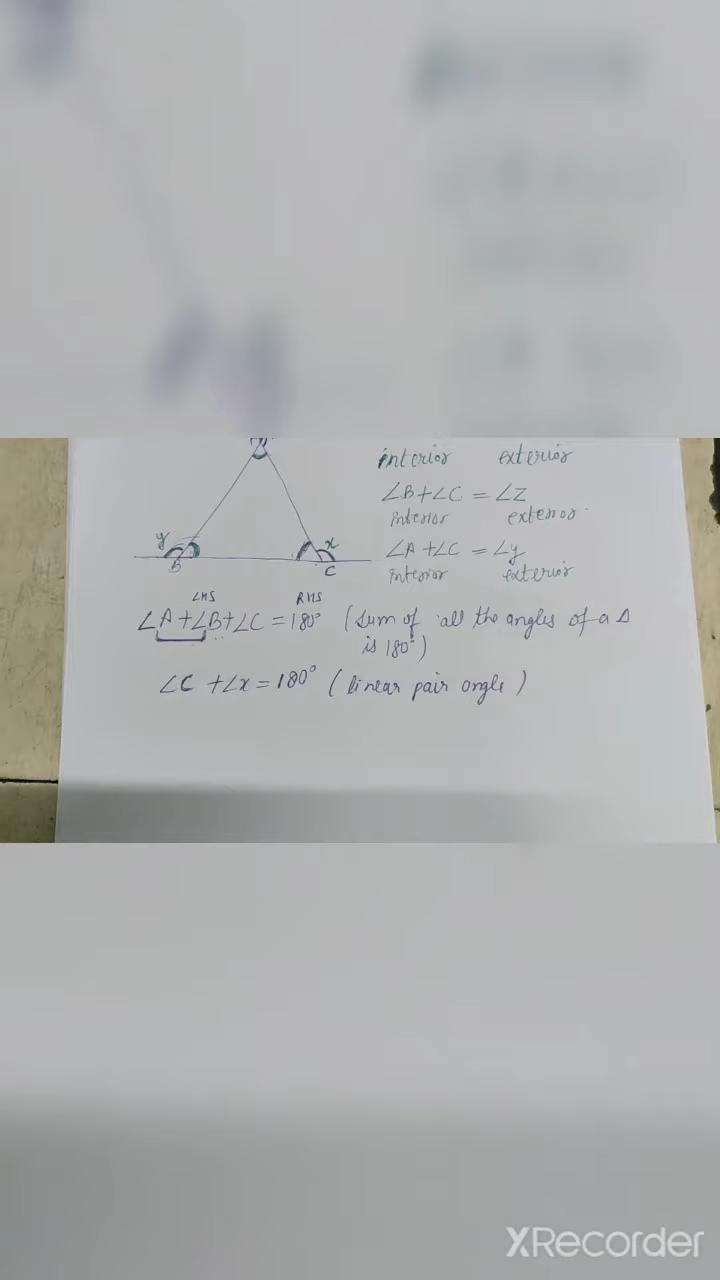 interior exterior
∠B+∠C = ∠Z
interior exterior
∠A +∠C = ∠y
interior exterior
y
x
B
C
LHS RHS
∠A+∠B+∠C = 180° (Sum of all the angles of a Δ
is 180°)
∠C +∠x = 180° (linear pair angle)
XRecorder